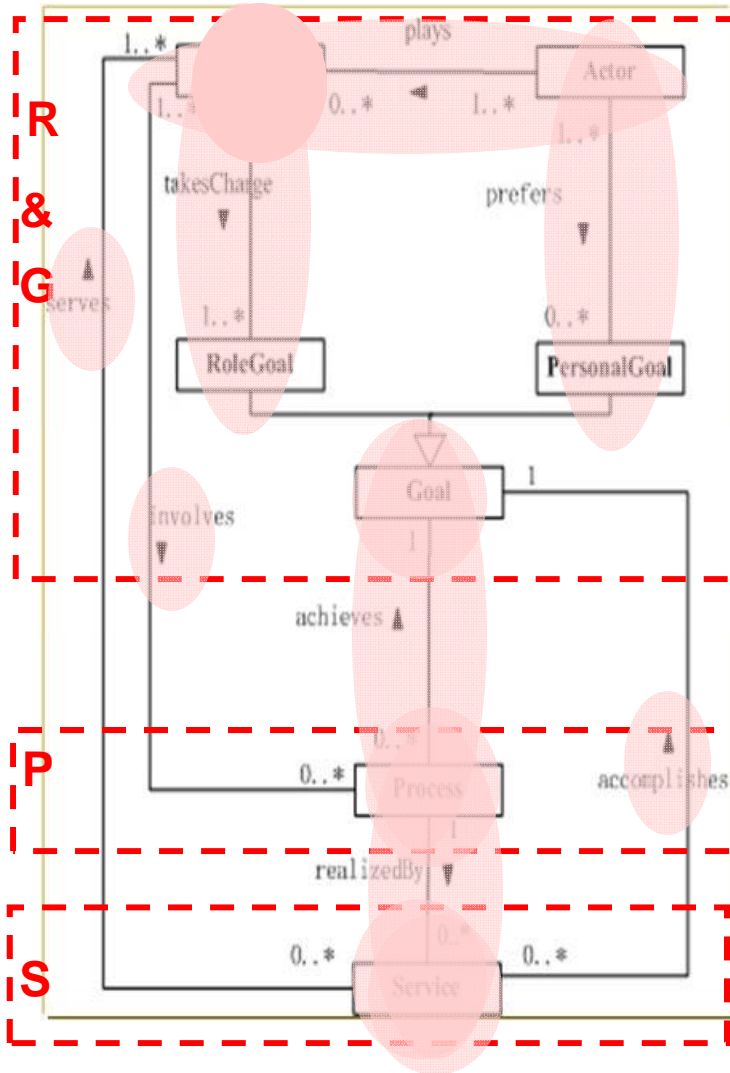 plays
1..*
Actor
R
1..*
0..*
1..*
1..*
takesCharge
prefers
&
G
serves
1..*
0..*
RoleGoal
PersonalGoal
Goal
1
involves
1
achieves
0..*
P
0..*
Process
accomplishes
1
realizedBy
0..*
0..*
0..*
S
Service